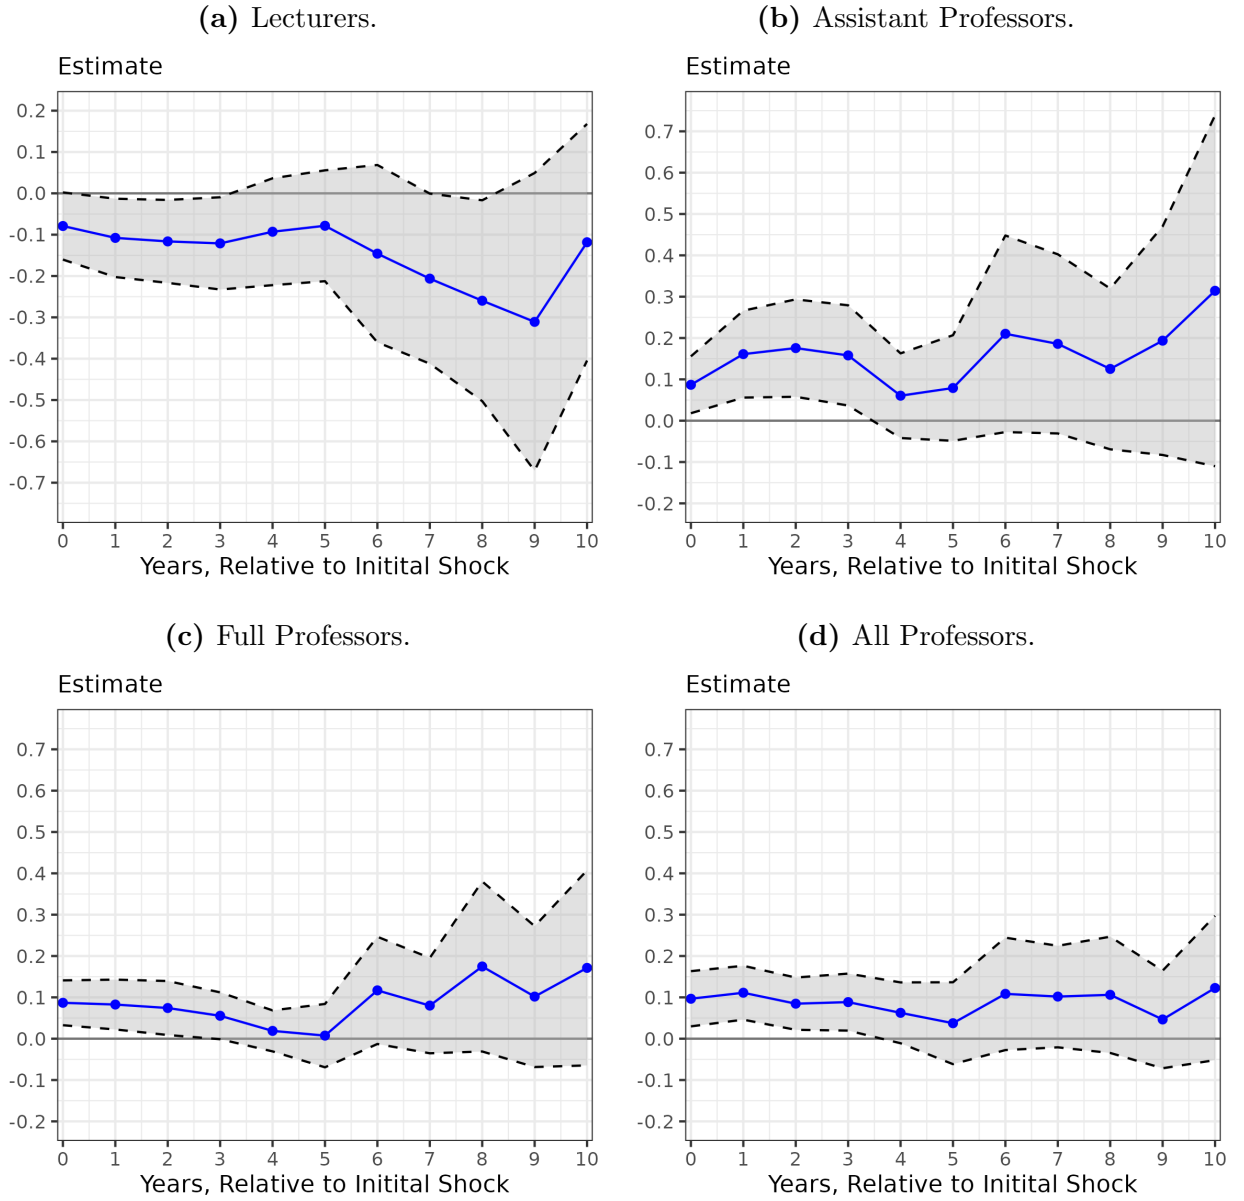 (a) Lecturers.
Estimate
0.2
0.1
0.0
-0.1
-0.2
-0.3
-0.4
-0.5
-0.6
-0.7
0 1 2 3 4 5 6 7 8 9 10
Years, Relative to Initital Shock
(b) Assistant Professors.
Estimate
0.7
0.6
0.5
0.4
0.3
0.2
0.1
0.0
-0.1
-0.2
0 1 2 3 4 5 6 7 8 9 10
Years, Relative to Initital Shock
(c) Full Professors.
Estimate
0.7
0.6
0.5
0.4
0.3
0.2
0.1
0.0
-0.1
-0.2
0 1 2 3 4 5 6 7 8 9 10
Years, Relative to Initital Shock
(d) All Professors.
Estimate
0.7
0.6
0.5
0.4
0.3
0.2
0.1
0.0
-0.1
-0.2
0 1 2 3 4 5 6 7 8 9 10
Years, Relative to Initital Shock